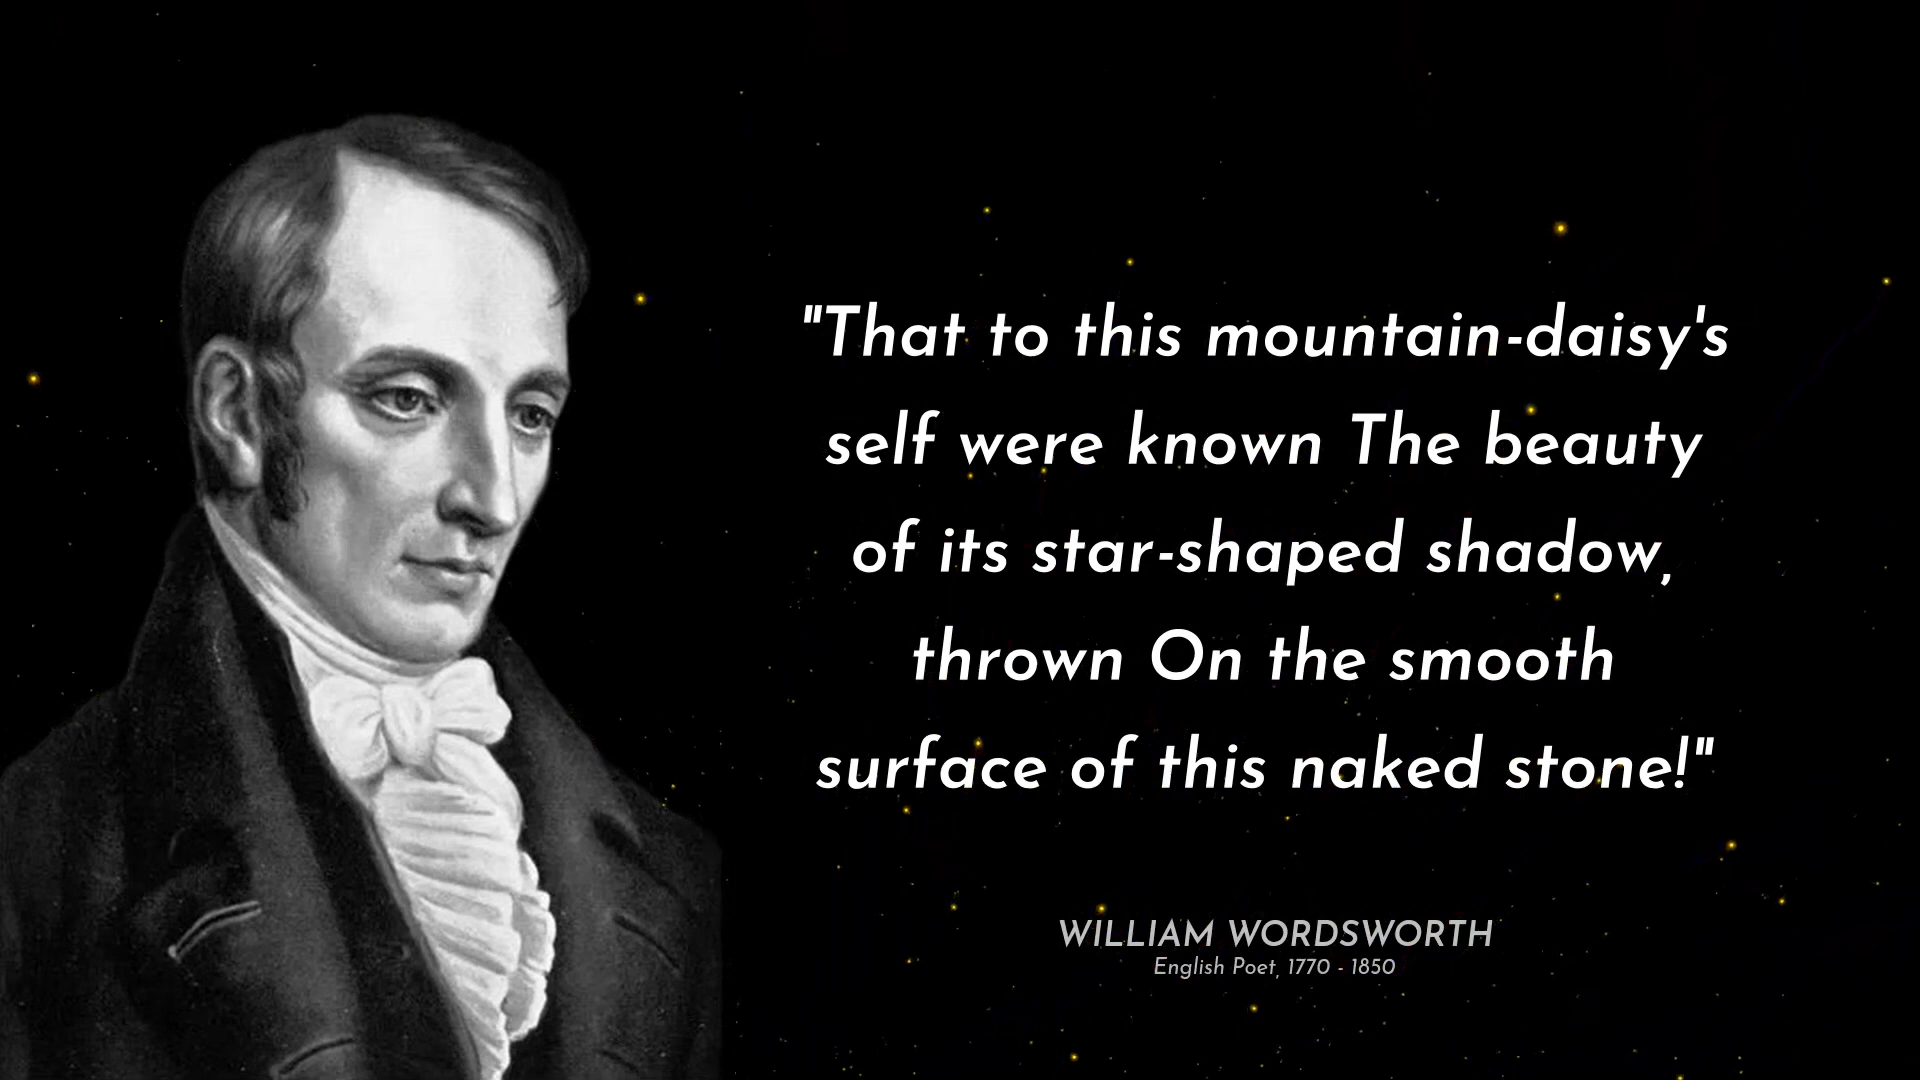 "That to this mountain-daisy's
self were known The beauty
of its star-shaped shadow,
thrown On the smooth
surface of this naked stone!"
WILLIAM WORDSWORTH
English Poet, 1770 - 1850